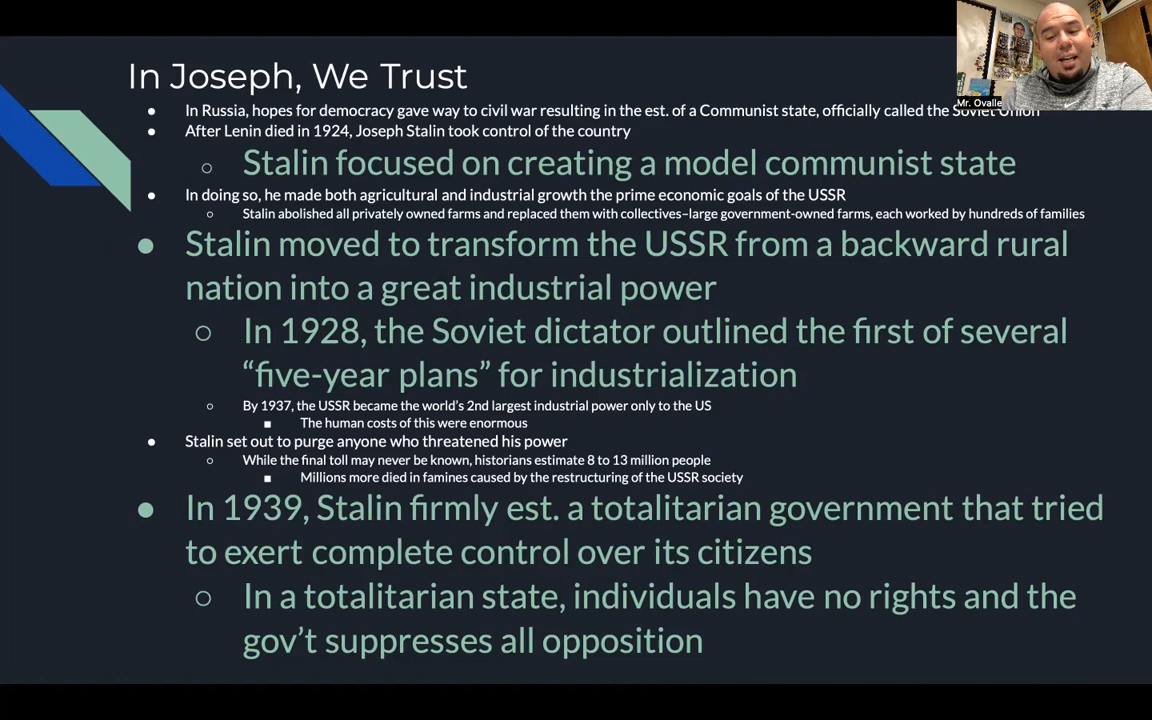 In Joseph, We Trust
● In Russia, hopes for democracy gave way to civil war resulting in the est. of a Communist state, officially called the Soviet Union
● After Lenin died in 1924, Joseph Stalin took control of the country
○ Stalin focused on creating a model communist state
● In doing so, he made both agricultural and industrial growth the prime economic goals of the USSR
○ Stalin abolished all privately owned farms and replaced them with collectives–large government-owned farms, each worked by hundreds of families
● Stalin moved to transform the USSR from a backward rural
nation into a great industrial power
○ In 1928, the Soviet dictator outlined the first of several
“five-year plans” for industrialization
○ By 1937, the USSR became the world’s 2nd largest industrial power only to the US
■ The human costs of this were enormous
● Stalin set out to purge anyone who threatened his power
○ While the final toll may never be known, historians estimate 8 to 13 million people
■ Millions more died in famines caused by the restructuring of the USSR society
● In 1939, Stalin firmly est. a totalitarian government that tried
to exert complete control over its citizens
○ In a totalitarian state, individuals have no rights and the
gov’t suppresses all opposition
Mr. Ovalle